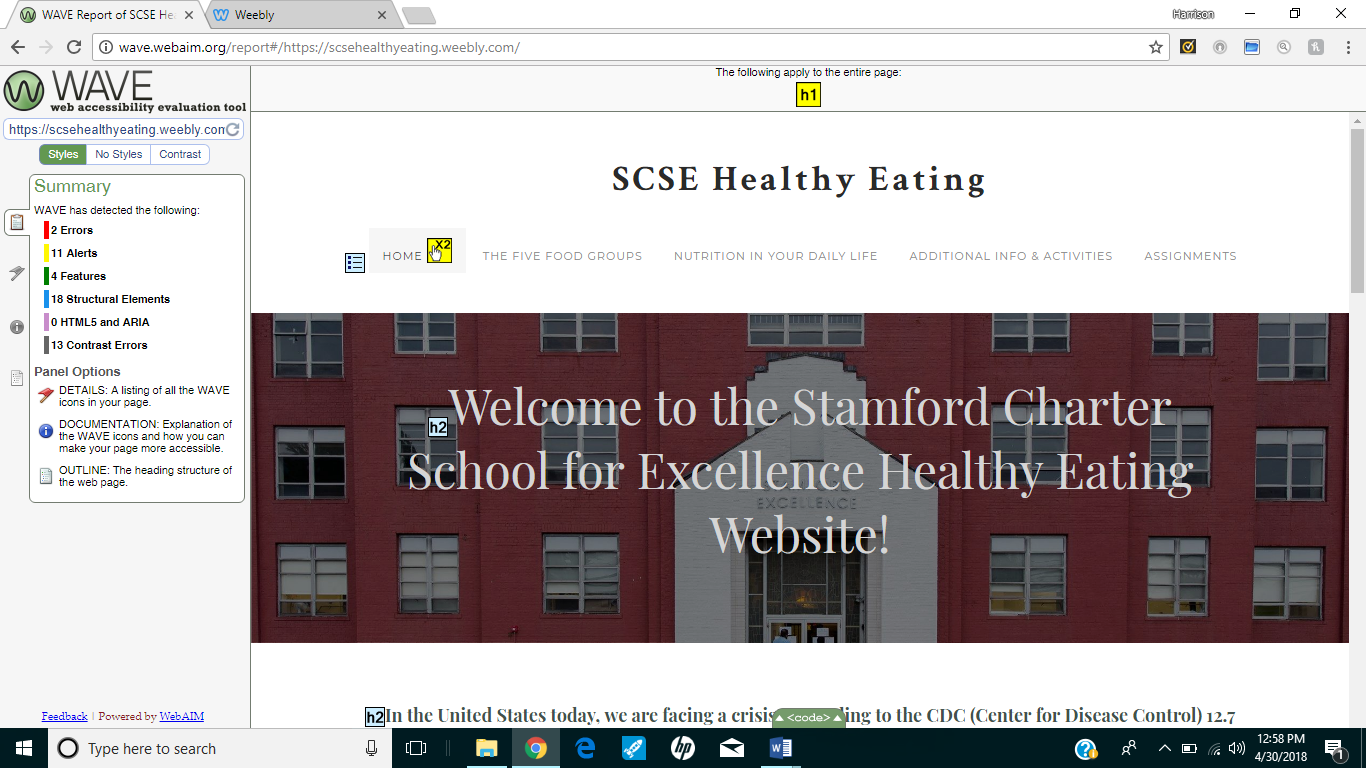 WAVE Report of SCSE He
Weebly
Harrison
wave.webaim.org/report#/https://scsehealthyeating.weebly.com/
WAVE
web accessibility evaluation tool
https://scsehealthyeating.weebly.com
Styles
No Styles
Contrast
Summary
WAVE has detected the following:
2 Errors
11 Alerts
4 Features
18 Structural Elements
0 HTML5 and ARIA
13 Contrast Errors
Panel Options
DETAILS: A listing of all the WAVE
icons in your page.
DOCUMENTATION: Explanation of
the WAVE icons and how you can
make your page more accessible.
OUTLINE: The heading structure of
the web page.
Feedback | Powered by WebAIM
The following apply to the entire page:
h1
SCSE Healthy Eating
HOME
X2
THE FIVE FOOD GROUPS
NUTRITION IN YOUR DAILY LIFE
ADDITIONAL INFO & ACTIVITIES
ASSIGNMENTS
h2
Welcome to the Stamford Charter
School for Excellence Healthy Eating
Website!
EXCELLENCE
h2 In the United States today, we are facing a crisis ding to the CDC (Center for Disease Control) 12.7
<code>
Type here to search
12:58 PM
4/30/2018
1